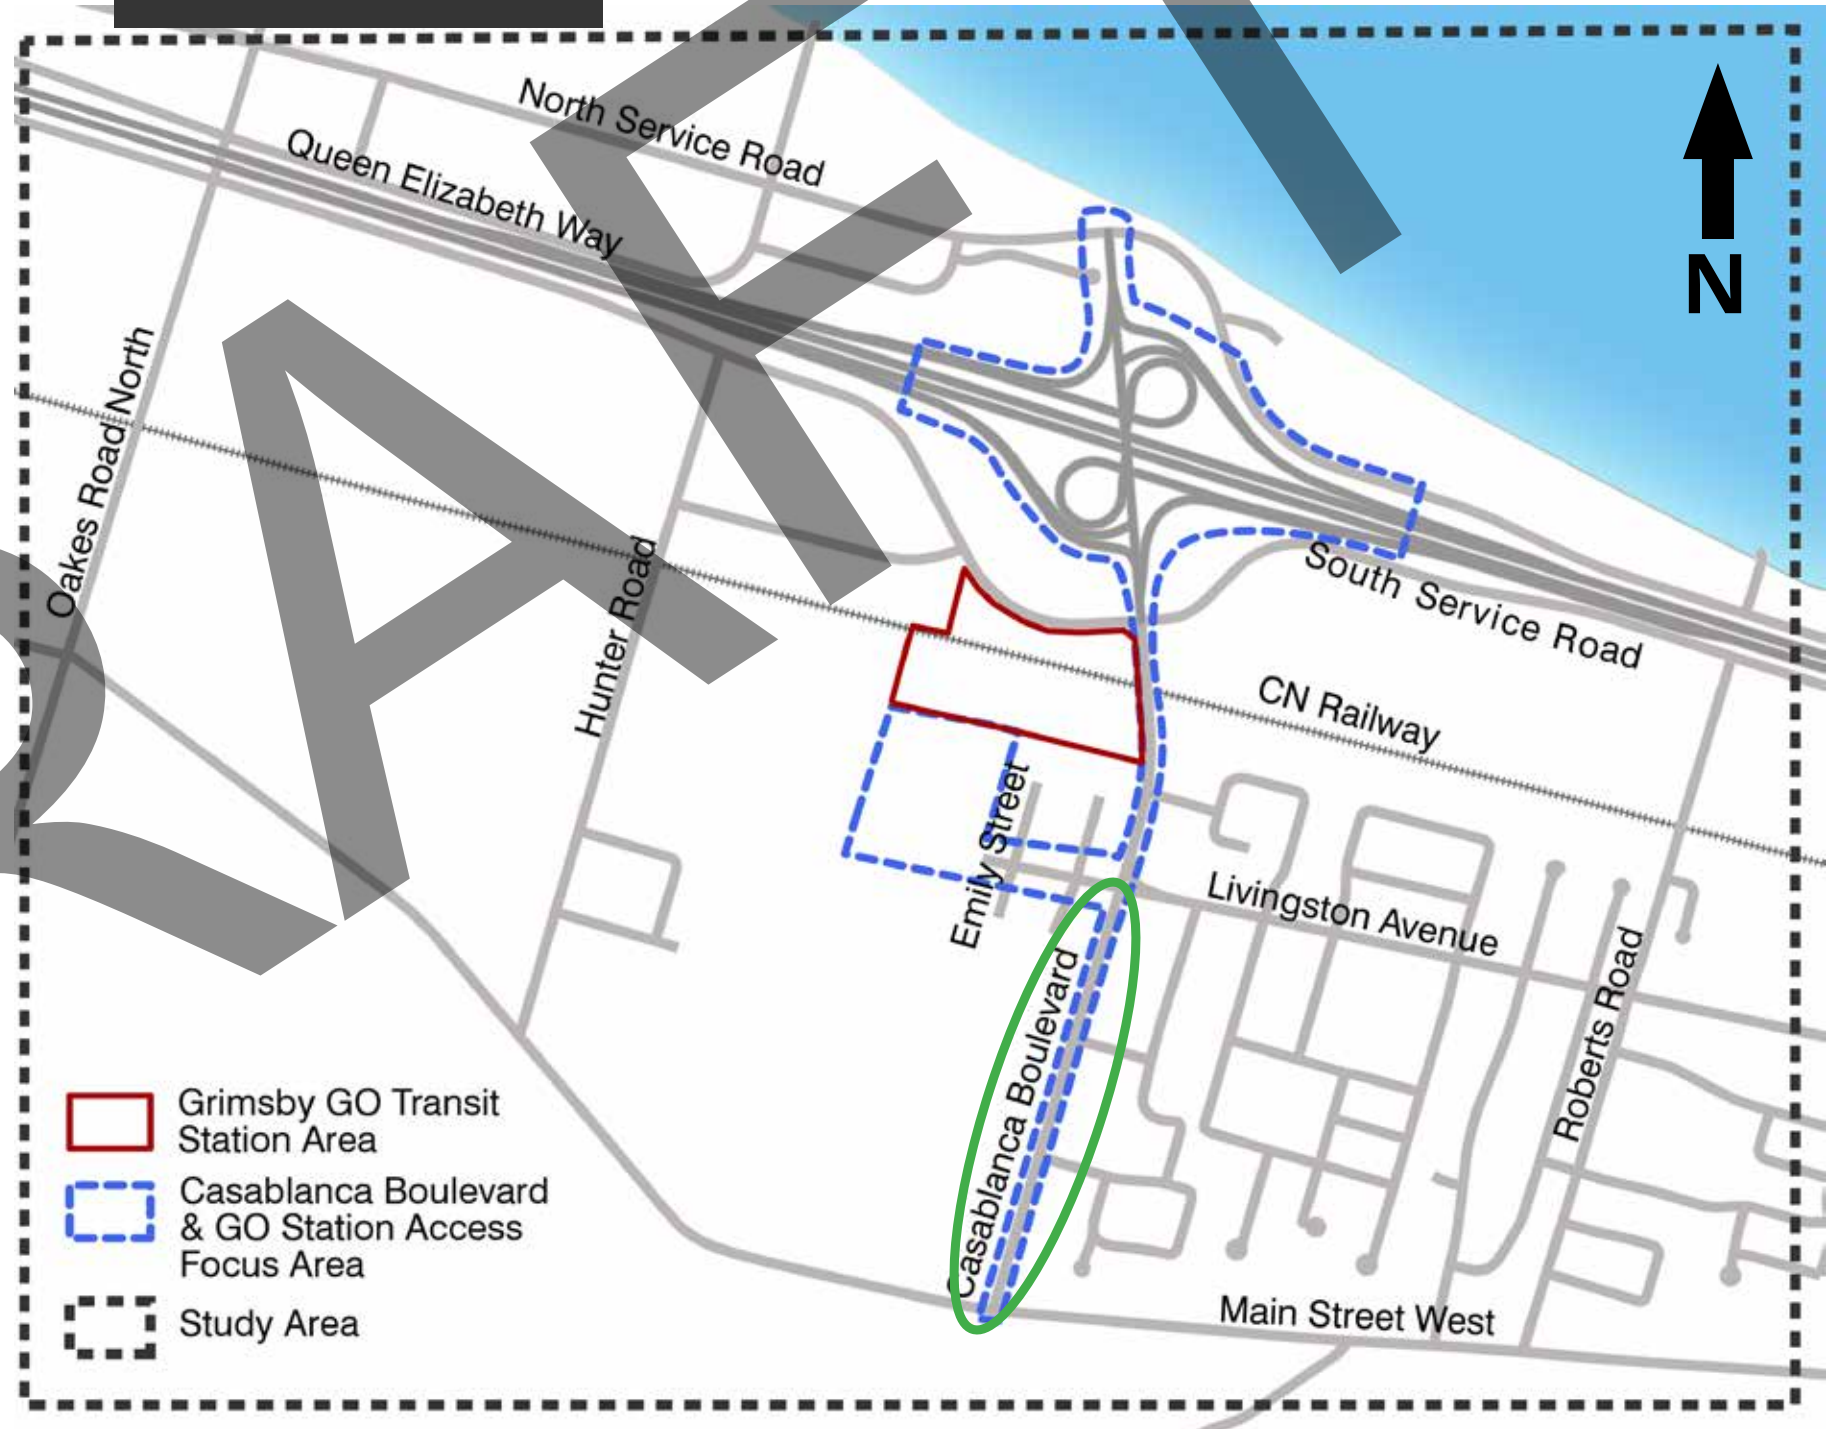 North Service Road
Queen Elizabeth Way
N
Oakes Road North
Hunter Road
South Service Road
CN Railway
Emily Street
Livingston Avenue
Casablanca Boulevard
Roberts Road
Main Street West
Grimsby GO Transit
Station Area
Casablanca Boulevard
& GO Station Access
Focus Area
Study Area